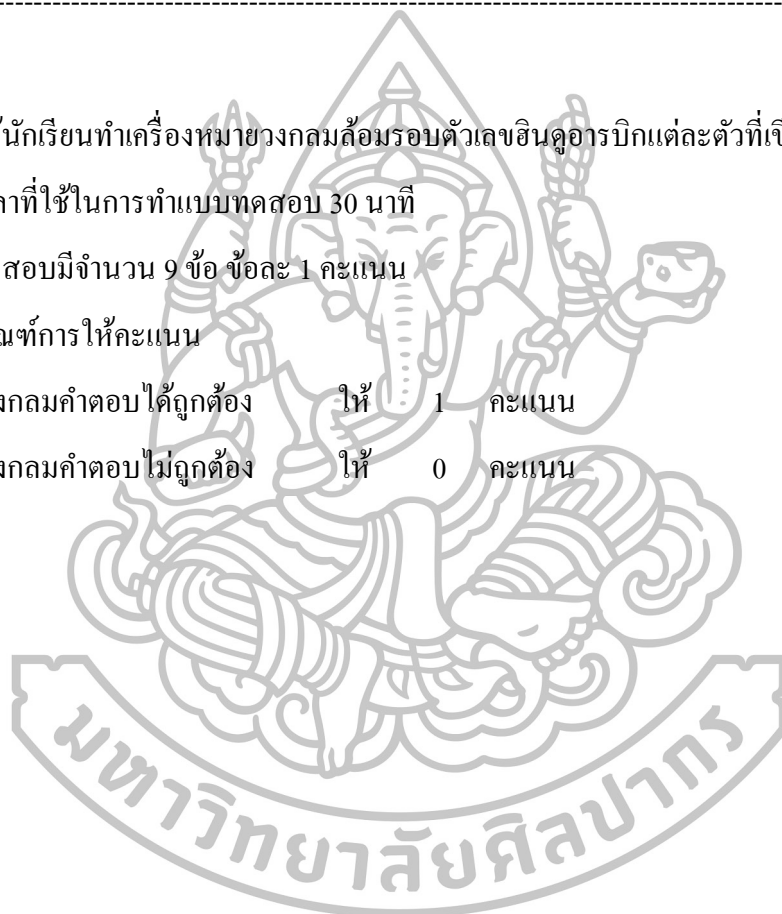 นักเรียนทำเครื่องหมายวงกลมล้อมรอบตัวเลขฮินดูอารบิกแต่ละตัวที่
ที่ใช้ในการทำแบบทดสอบ 30 นาที
สอบมีจำนวน 9 ข้อ ข้อละ 1 คะแนน
การให้คะแนน
กลมคำตอบได้ถูกต้อง ให้ 1 คะแนน
กลมคำตอบไม่ถูกต้อง ให้ 0 คะแนน
มหาวิทยาลัยศิลปากร